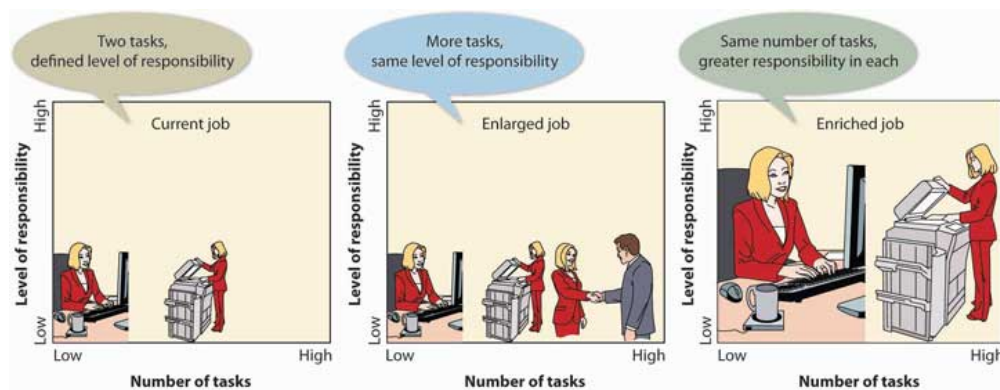 Two tasks,
defined level of responsibility
More tasks,
same level of responsibility
Same number of tasks,
greater responsibility in each
Current job
High
Level of responsibility
Low
Low
High
Number of tasks
Enlarged job
High
Level of responsibility
Low
Low
High
Number of tasks
Enriched job
High
Level of responsibility
Low
Low
High
Number of tasks